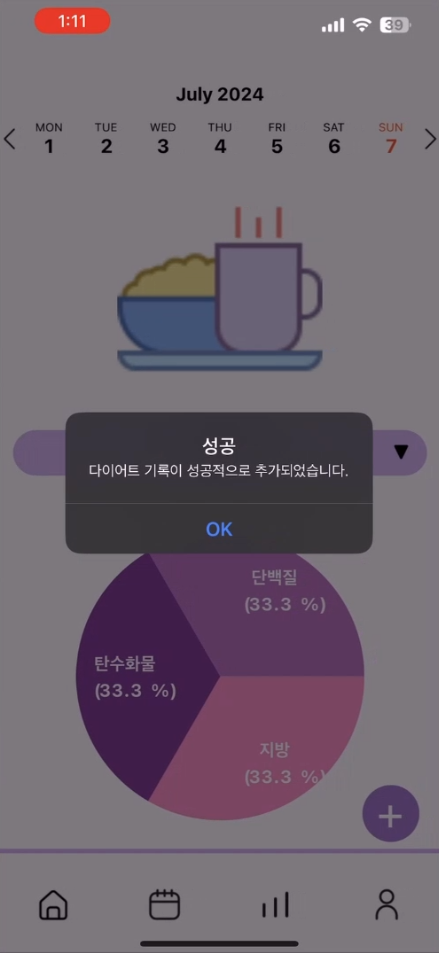 1:11
39
July 2024
MON TUE WED THU FRI SAT SUN
1 2 3 4 5 6 7
성공
다이어트 기록이 성공적으로 추가되었습니다.
OK
단백질
(33.3 %)
탄수화물
(33.3 %)
지방
(33.3 %)